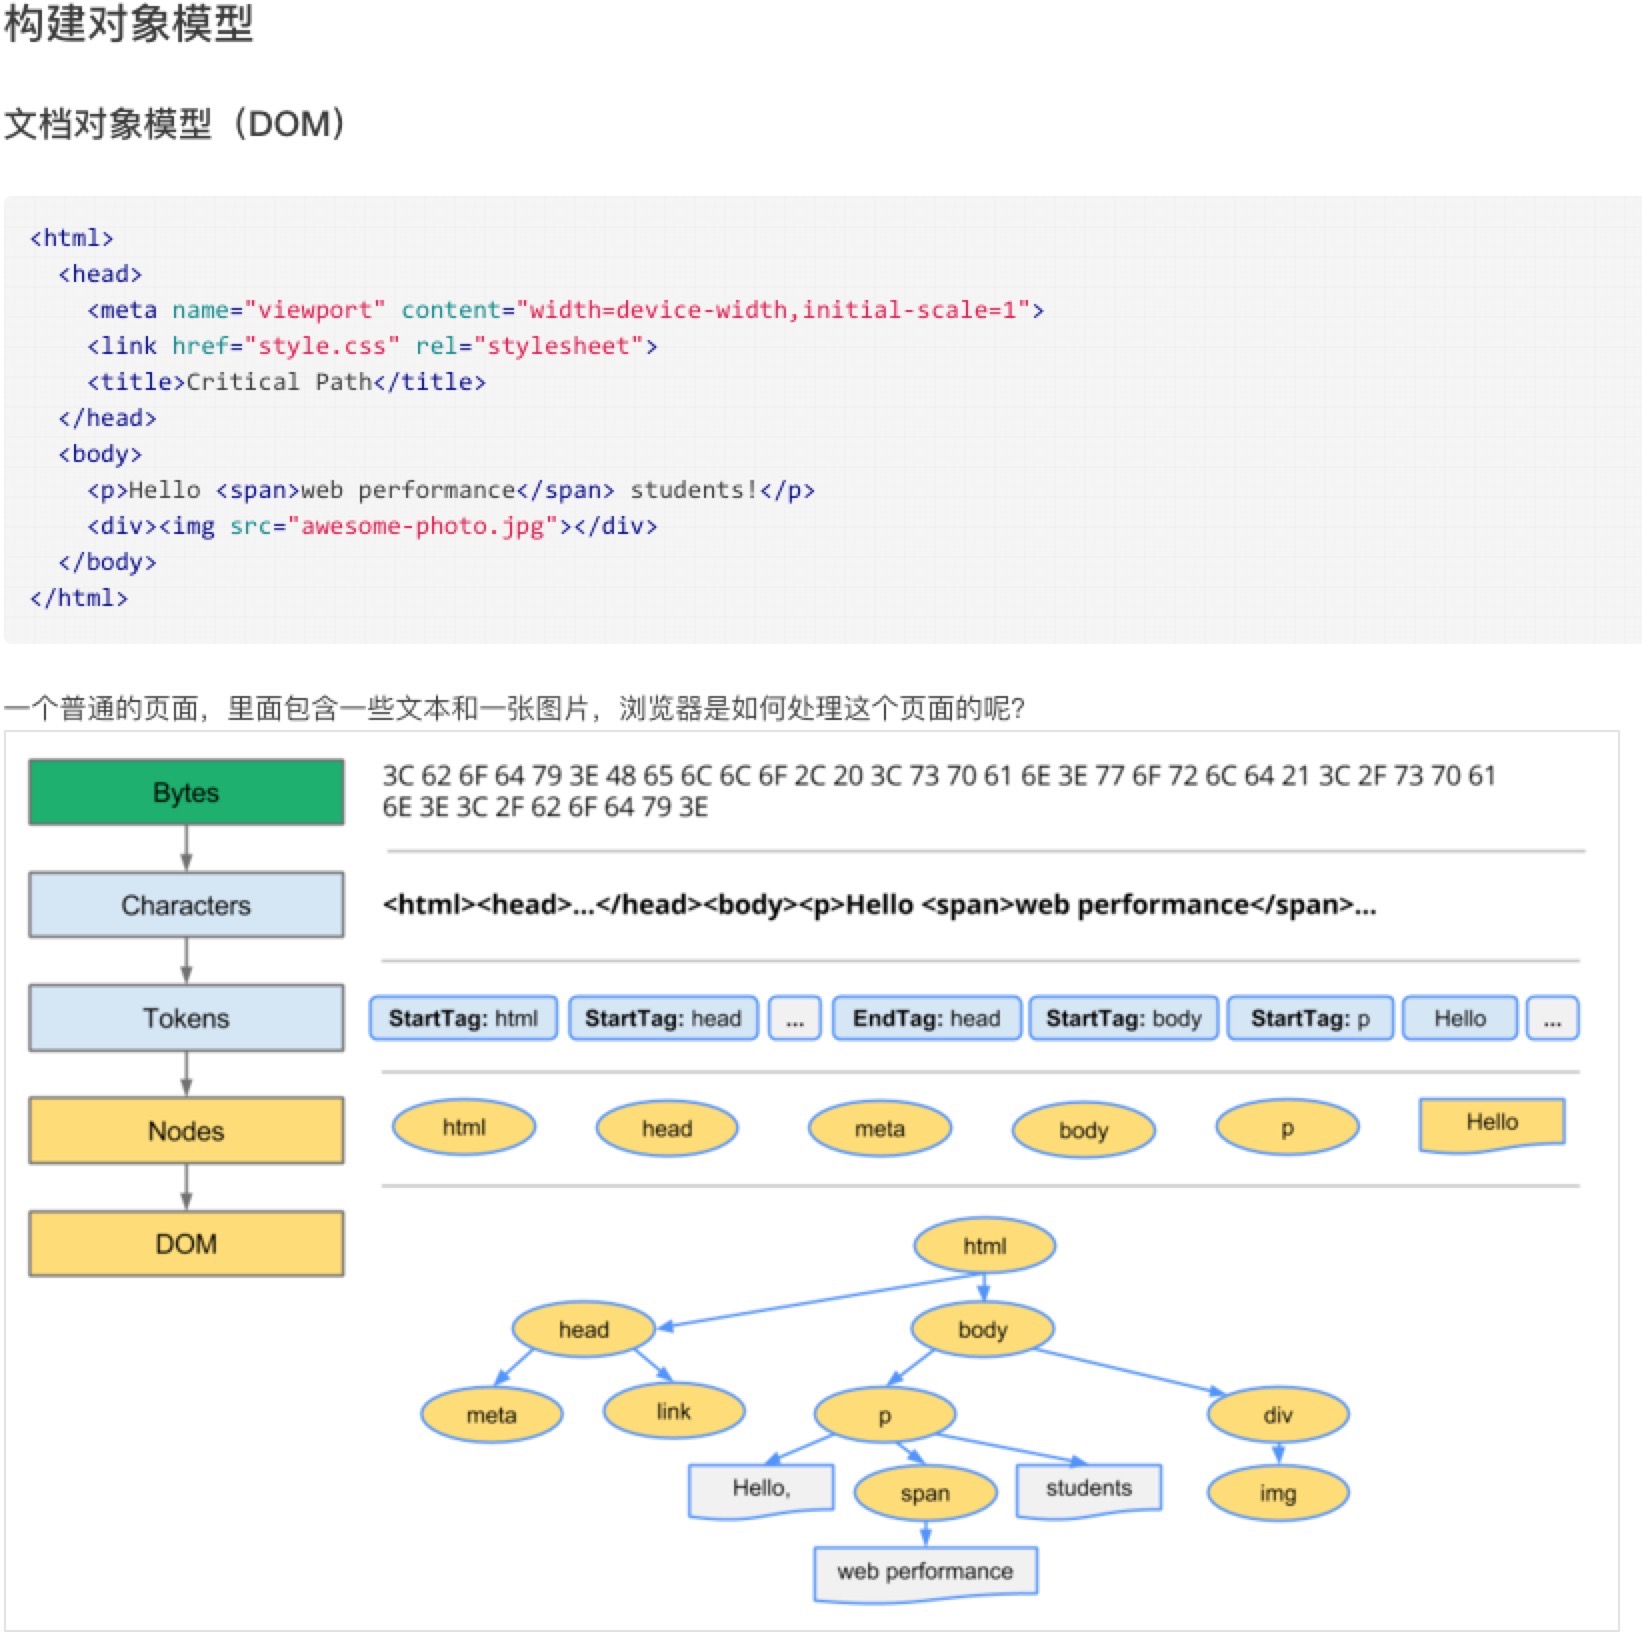 构建对象模型
文档对象模型（DOM）
<html>
  <head>
    <meta name="viewport" content="width=device-width,initial-scale=1">
    <link href="style.css" rel="stylesheet">
    <title>Critical Path</title>
  </head>
  <body>
    <p>Hello <span>web performance</span> students!</p>
    <div><img src="awesome-photo.jpg"></div>
  </body>
</html>
一个普通的页面，里面包含一些文本和一张图片，浏览器是如何处理这个页面的呢？
Bytes
3C 62 6F 64 79 3E 48 65 6C 6C 6F 2C 20 3C 73 70 61 6E 3E 77 6F 72 6C 64 21 3C 2F 73 70 61
6E 3E 3C 2F 62 6F 64 79 3E
Characters
<html><head>...</head><body><p>Hello <span>web performance</span>...
Tokens
StartTag: html StartTag: head ... EndTag: head StartTag: body StartTag: p Hello ...
Nodes
html head meta body p Hello
DOM
html
head body
meta link p div
Hello, span students img
web performance